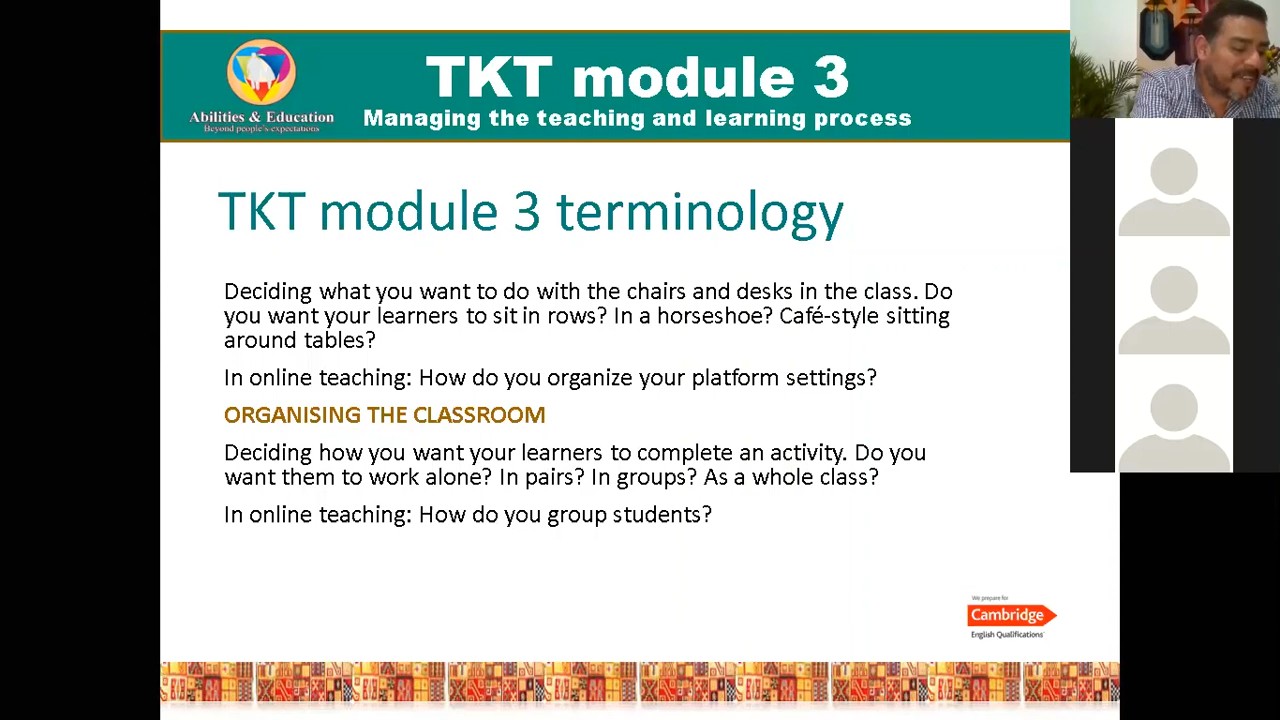 TKT module 3
Managing the teaching and learning process
Abilities & Education
Beyond people's expectations
TKT module 3 terminology
Deciding what you want to do with the chairs and desks in the class. Do
you want your learners to sit in rows? In a horseshoe? Café-style sitting
around tables?
In online teaching: How do you organize your platform settings?
ORGANISING THE CLASSROOM
Deciding how you want your learners to complete an activity. Do you
want them to work alone? In pairs? In groups? As a whole class?
In online teaching: How do you group students?
We prepare for
Cambridge
English Qualifications